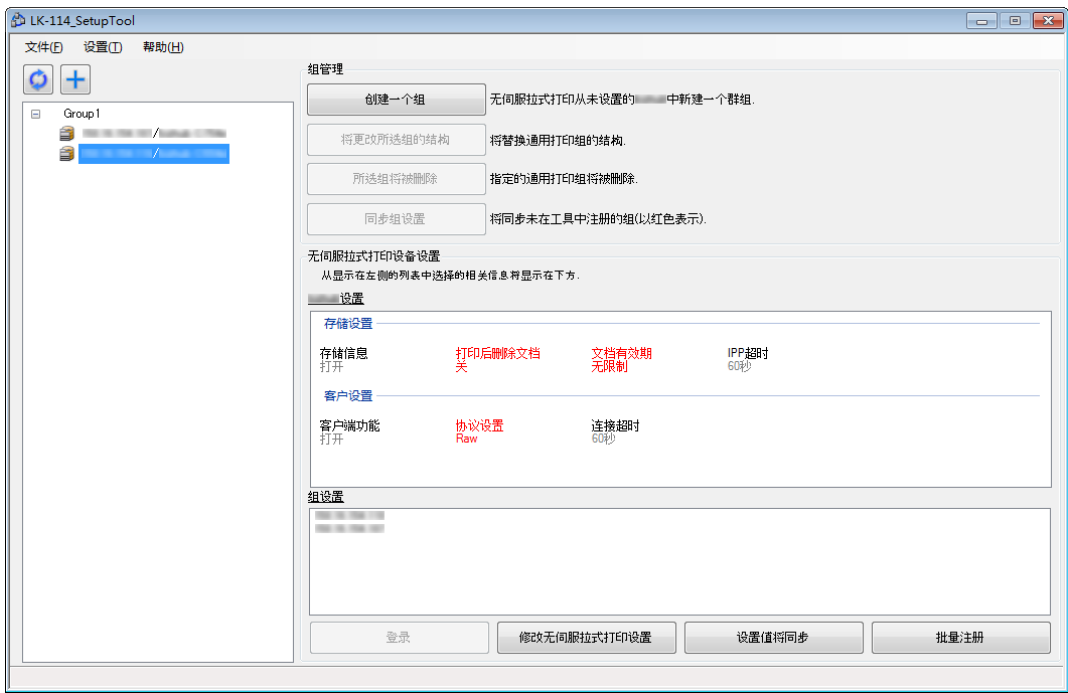 LK-114_SetupTool
文件(F) 设置(T) 帮助(H)
Group1
/
/
组管理
创建一个组 无伺服拉式打印从未设置的 中新建一个群组.
将更改所选组的结构 将替换通用打印组的结构.
所选组将被删除 指定的通用打印组将被删除.
同步组设置 将同步未在工具中注册的组(以红色表示).
无伺服拉式打印设备设置
从显示在左侧的列表中选择的相关信息将显示在下方.
设置
存储设置
存储信息 打印后删除文档 文档有效期 IPP超时
打开 关 无限制 60秒
客户设置
客户端功能 协议设置 连接超时
打开 Raw 60秒
组设置
登录 修改无伺服拉式打印设置 设置值将同步 批量注册